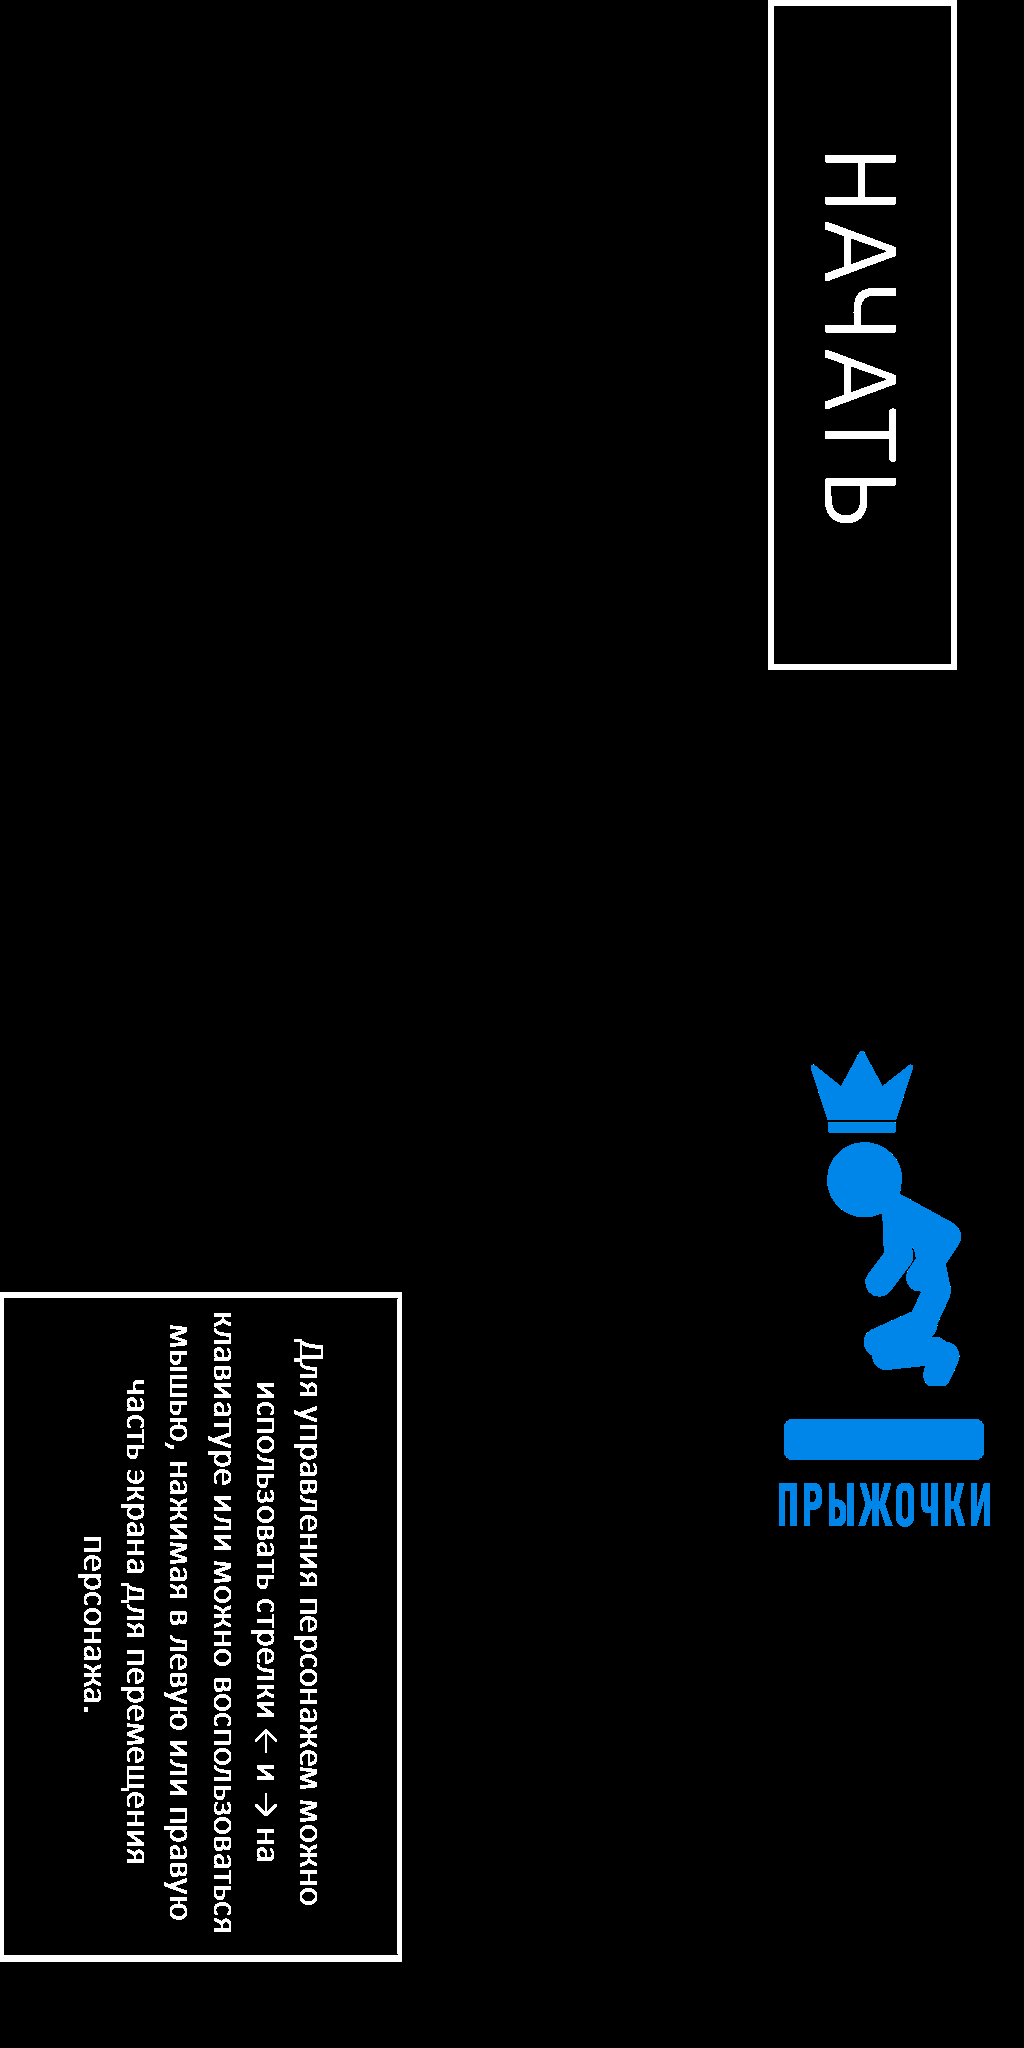 НАЧАТЬ
ПРЫЖОЧКИ
Для управления персонажем можно
использовать стрелки ← и → на
клавиатуре или можно воспользоваться
мышью, нажимая в левую или правую
часть экрана для перемещения
персонажа.